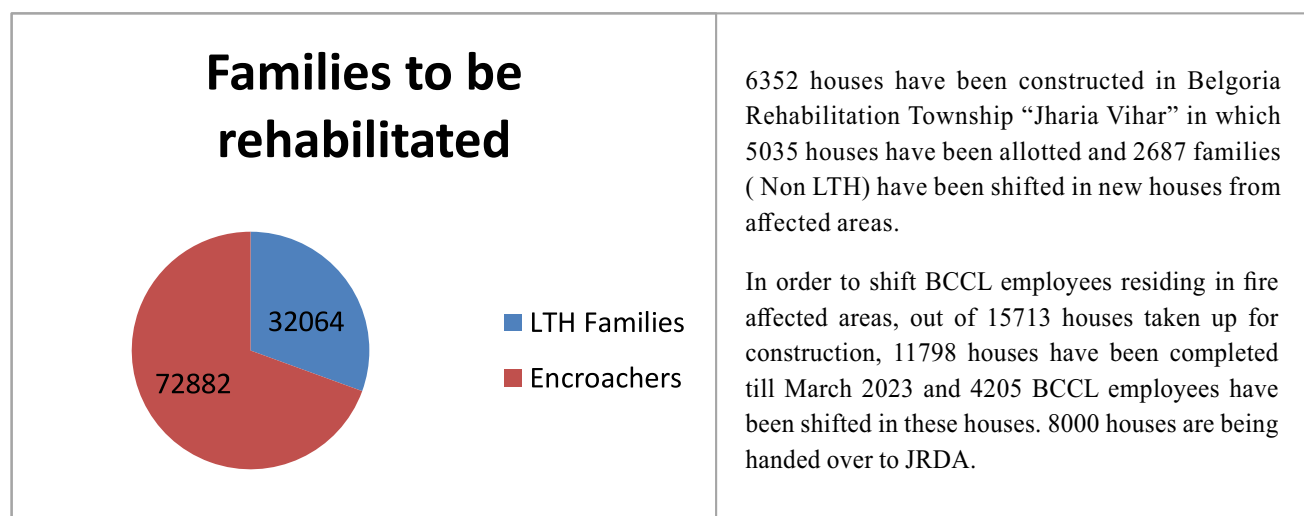 Families to be
rehabilitated
32064
72882
LTH Families
Encroachers
6352 houses have been constructed in Belgoria
Rehabilitation Township “Jharia Vihar” in which
5035 houses have been allotted and 2687 families
( Non LTH) have been shifted in new houses from
affected areas.
In order to shift BCCL employees residing in fire
affected areas, out of 15713 houses taken up for
construction, 11798 houses have been completed
till March 2023 and 4205 BCCL employees have
been shifted in these houses. 8000 houses are being
handed over to JRDA.